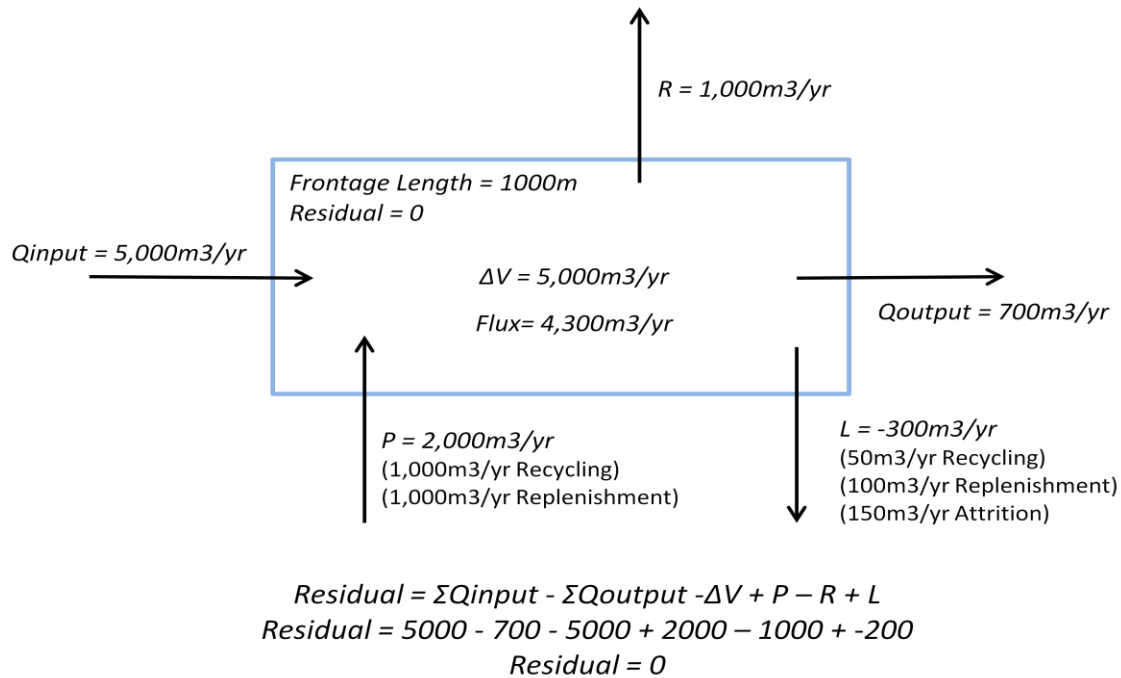 R = 1,000m3/yr
Frontage Length = 1000m
Residual = 0
Qinput = 5,000m3/yr
ΔV = 5,000m3/yr
Flux= 4,300m3/yr
Qoutput = 700m3/yr
P = 2,000m3/yr
(1,000m3/yr Recycling)
(1,000m3/yr Replenishment)
L = -300m3/yr
(50m3/yr Recycling)
(100m3/yr Replenishment)
(150m3/yr Attrition)
Residual = ΣQinput - ΣQoutput -ΔV + P – R + L
Residual = 5000 - 700 - 5000 + 2000 – 1000 + -200
Residual = 0